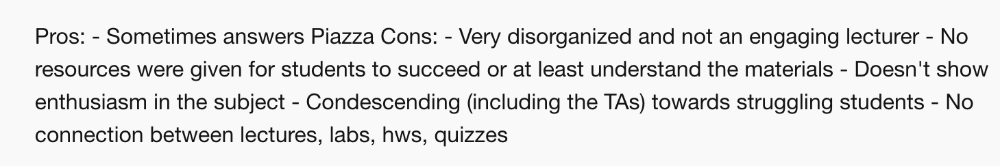 Pros: - Sometimes answers Piazza Cons: - Very disorganized and not an engaging lecturer - No
resources were given for students to succeed or at least understand the materials - Doesn't show
enthusiasm in the subject - Condescending (including the TAs) towards struggling students - No
connection between lectures, labs, hws, quizzes